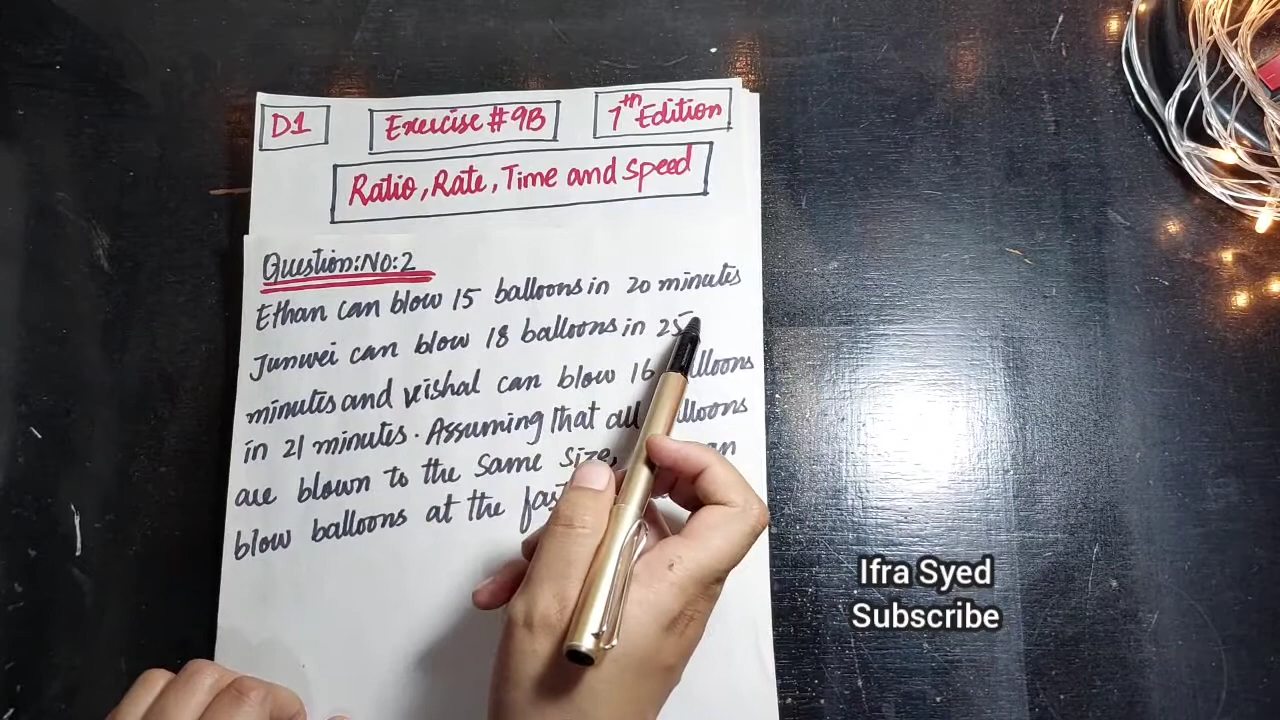 D1
Exercise #9B
7th Edition
Ratio, Rate, Time and speed
Question:No:2
Ethan can blow 15 balloons in 20 minutes
Junwei can blow 18 balloons in 25
minutes and vishal can blow 16
in 21 minutes. Assuming that all
are blown to the same size,
blow balloons at the
Ifra Syed
Subscribe